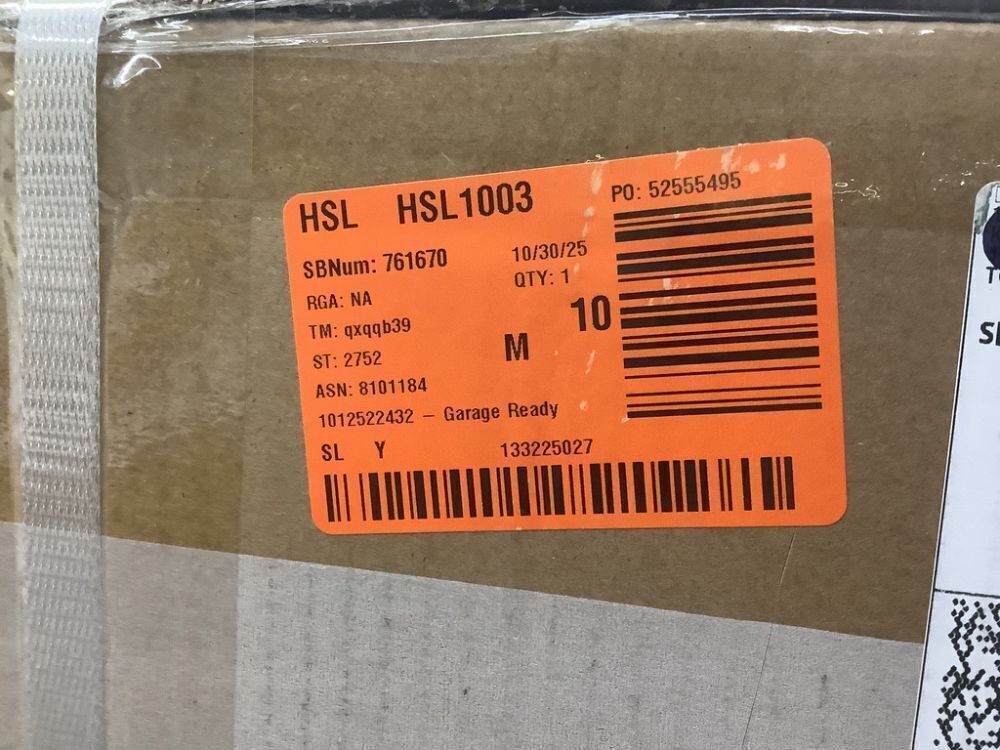 HSL HSL1003
PO: 52555495
SBNum: 761670
10/30/25
RGA: NA
QTY: 1
TM: qxqqb39
10
ST: 2752
M
ASN: 8101184
1012522432 – Garage Ready
SL Y
133225027